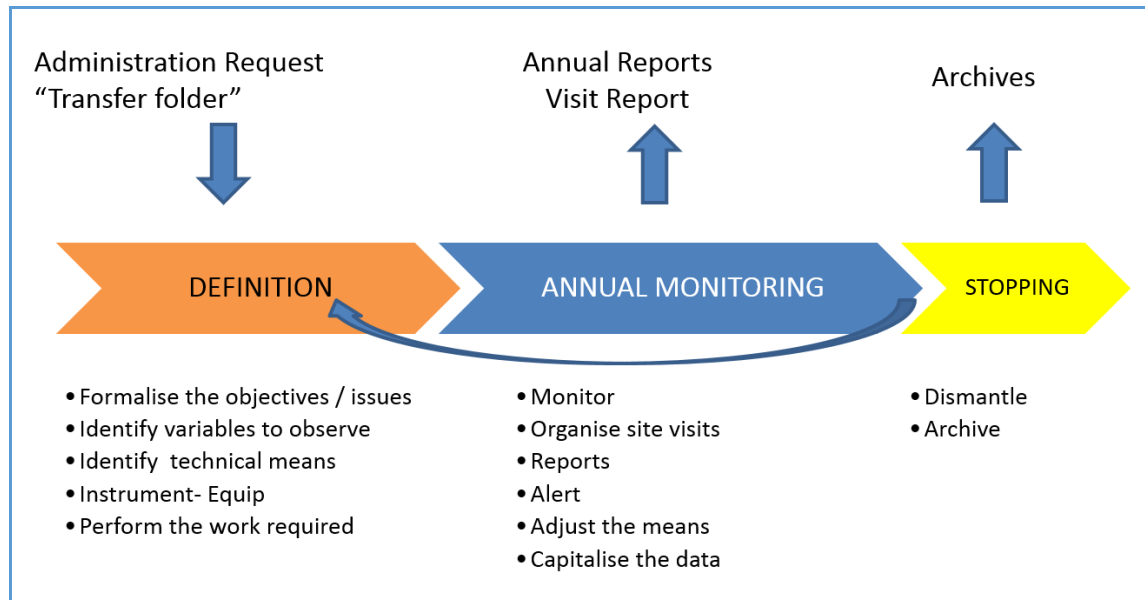 Administration Request
“Transfer folder”
Annual Reports
Visit Report
Archives
DEFINITION
ANNUAL MONITORING
STOPPING
•Formalise the objectives / issues
•Identify variables to observe
•Identify technical means
•Instrument- Equip
•Perform the work required
•Monitor
•Organise site visits
•Reports
•Alert
•Adjust the means
•Capitalise the data
•Dismantle
•Archive